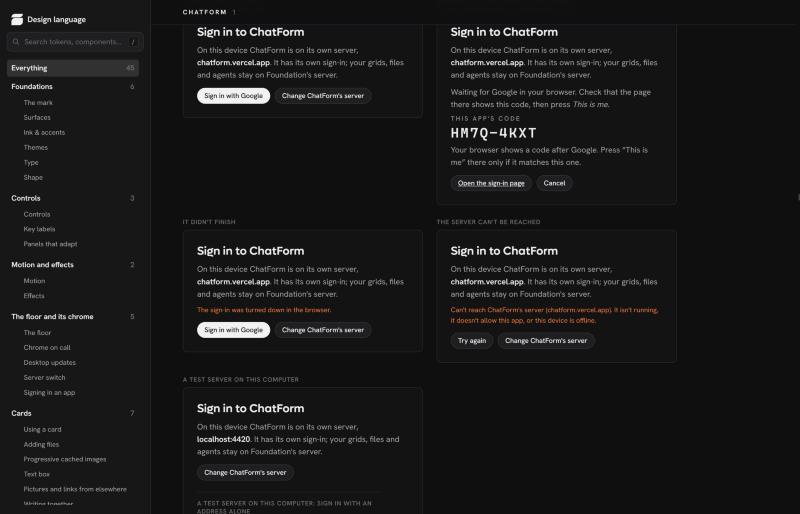 Design language
Search tokens, components... /
Everything 45
Foundations 6
The mark
Surfaces
Ink & accents
Themes
Type
Shape
Controls 3
Controls
Key labels
Panels that adapt
Motion and effects 2
Motion
Effects
The floor and its chrome 5
The floor
Chrome on call
Desktop updates
Server switch
Signing in an app
Cards 7
Using a card
Adding files
Progressive cached images
Text box
Pictures and links from elsewhere
Writing together
CHATFORM 1
Sign in to ChatForm
On this device ChatForm is on its own server,
chatform.vercel.app. It has its own sign-in; your grids, files
and agents stay on Foundation's server.
Sign in with Google Change ChatForm's server
Sign in to ChatForm
On this device ChatForm is on its own server,
chatform.vercel.app. It has its own sign-in; your grids, files
and agents stay on Foundation's server.
Waiting for Google in your browser. Check that the page
there shows this code, then press This is me.
THIS APP'S CODE
HM7Q-4KXT
Your browser shows a code after Google. Press “This is
me” there only if it matches this one.
Open the sign-in page Cancel
IT DIDN'T FINISH
Sign in to ChatForm
On this device ChatForm is on its own server,
chatform.vercel.app. It has its own sign-in; your grids, files
and agents stay on Foundation's server.
The sign-in was turned down in the browser.
Sign in with Google Change ChatForm's server
THE SERVER CAN'T BE REACHED
Sign in to ChatForm
On this device ChatForm is on its own server,
chatform.vercel.app. It has its own sign-in; your grids, files
and agents stay on Foundation's server.
Can't reach ChatForm's server (chatform.vercel.app). It isn't running,
it doesn't allow this app, or this device is offline.
Try again Change ChatForm's server
A TEST SERVER ON THIS COMPUTER
Sign in to ChatForm
On this device ChatForm is on its own server,
localhost:4420. It has its own sign-in; your grids, files and
agents stay on Foundation's server.
Change ChatForm's server
A TEST SERVER ON THIS COMPUTER: SIGN IN WITH AN
ADDRESS ALONE